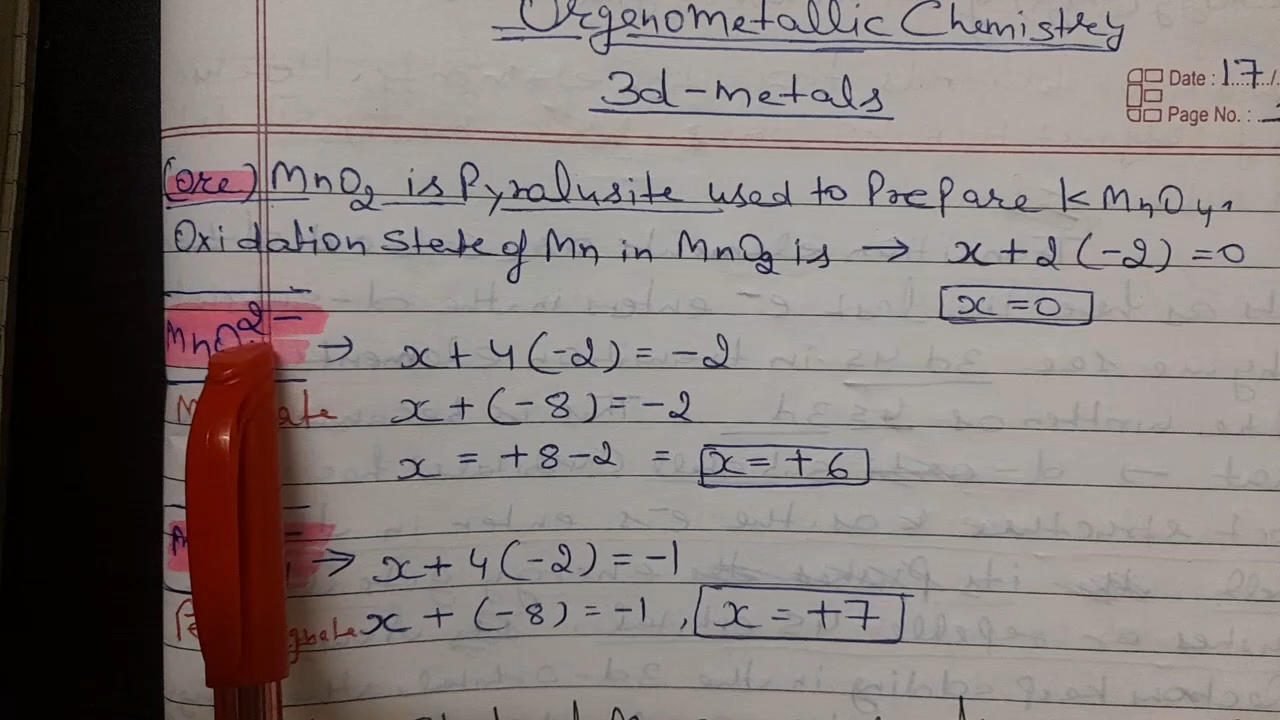 Orgenometallic Chemistry
3d-metals
Date : 17
Page No. :
(ore) MnO2 is Pyralusite used to Prepare KMnO4.
Oxidation State of Mn in MnO2 is → x+2(-2)=0
x=0
→ x+4(-2)=-2
x+(-8)=-2
x = +8-2 = x=+6
→ x+4(-2)=-1
x+(-8)=-1, x=+7